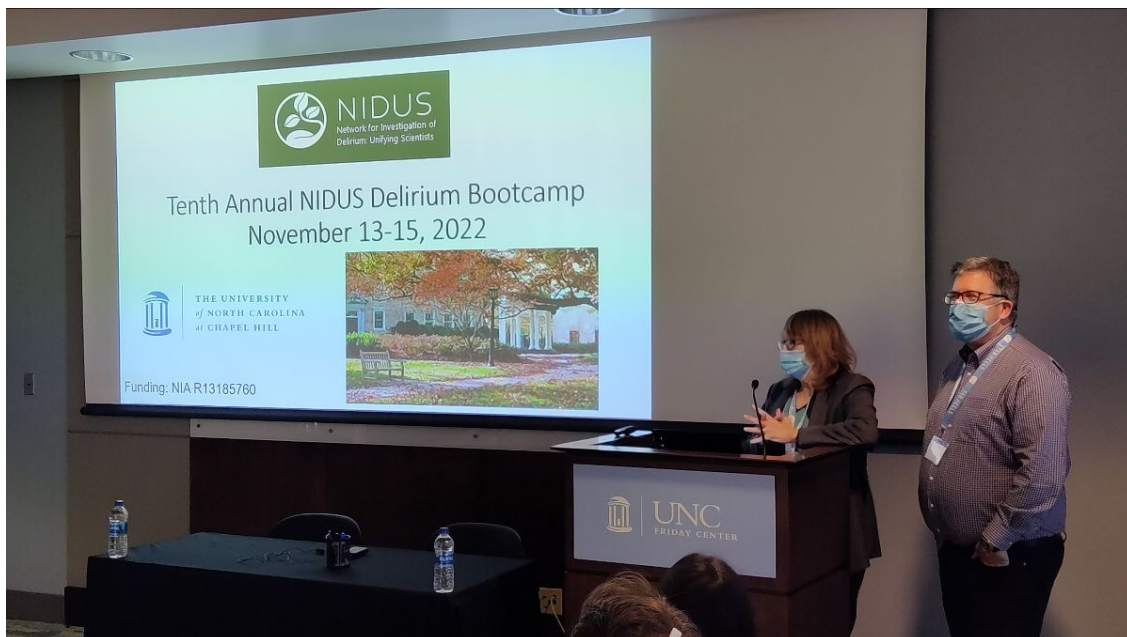 NIDUS
Network for Investigation of
Delirium: Unifying Scientists
Tenth Annual NIDUS Delirium Bootcamp
November 13-15, 2022
THE UNIVERSITY
of NORTH CAROLINA
at CHAPEL HILL
Funding: NIA R13185760
UNC
FRIDAY CENTER